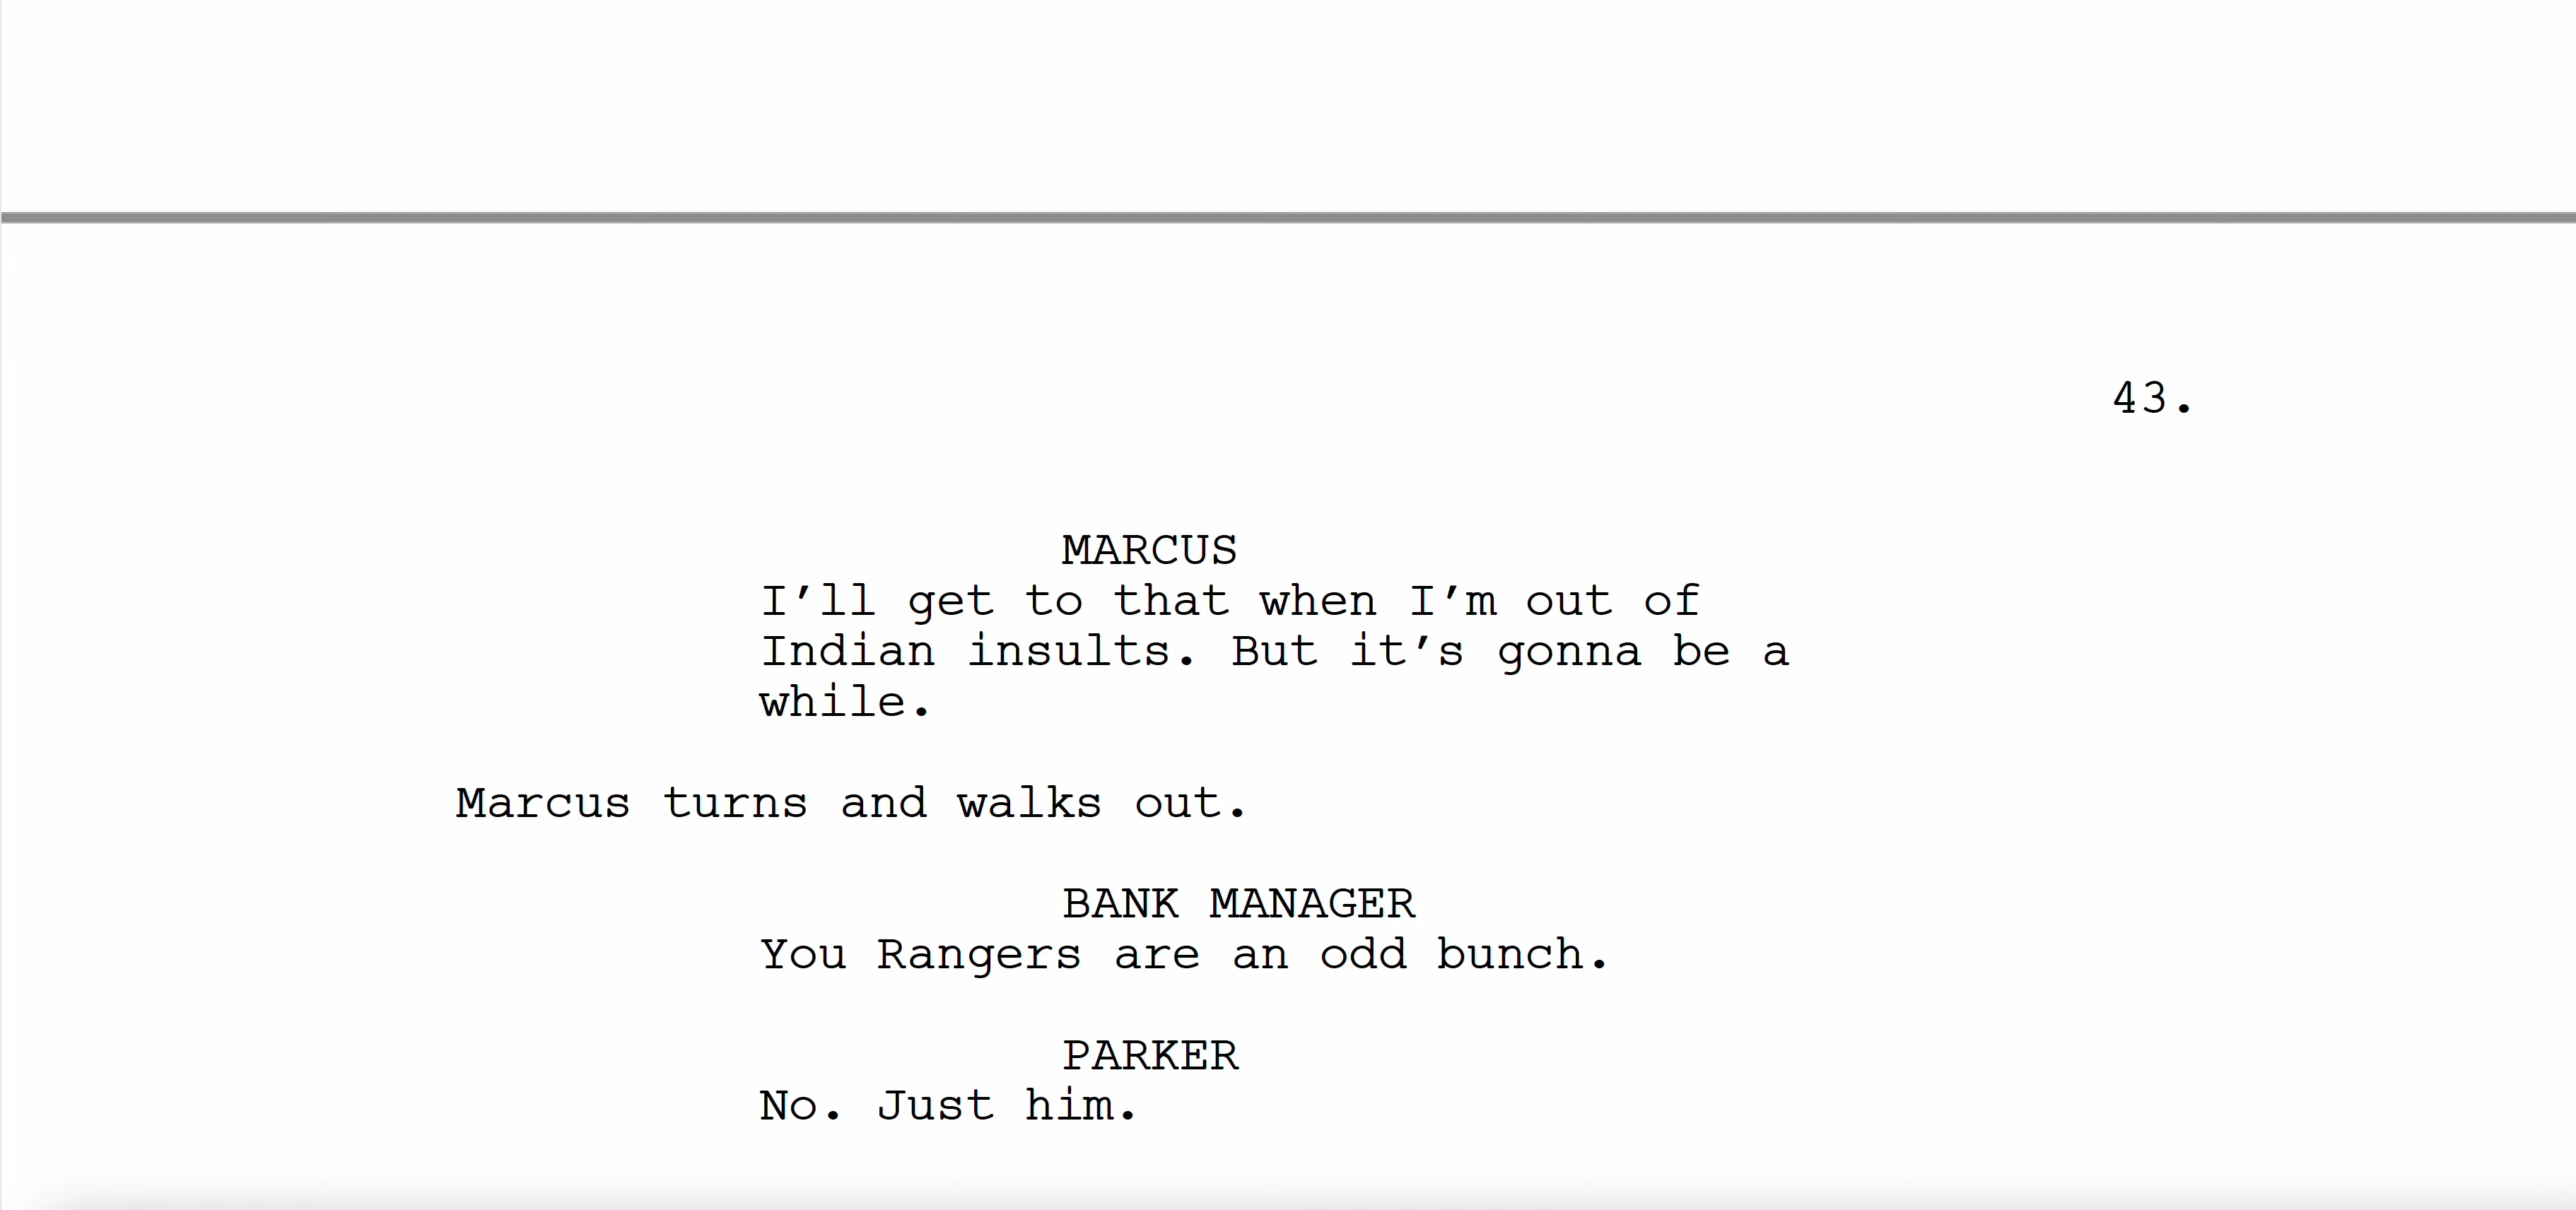 43.
MARCUS
I’ll get to that when I’m out of
Indian insults. But it’s gonna be a
while.
Marcus turns and walks out.
BANK MANAGER
You Rangers are an odd bunch.
PARKER
No. Just him.